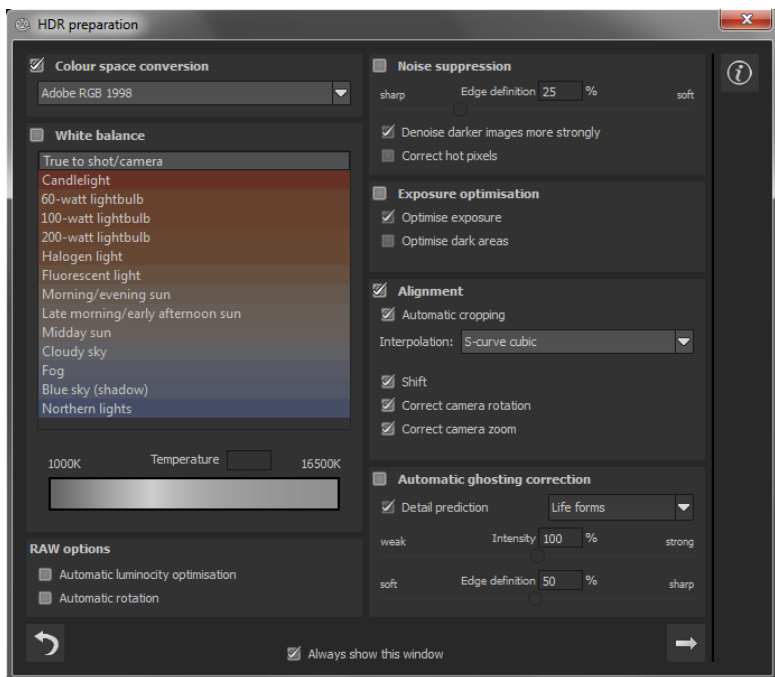 HDR preparation
Colour space conversion
Adobe RGB 1998
White balance
True to shot/camera
Candlelight
60-watt lightbulb
100-watt lightbulb
200-watt lightbulb
Halogen light
Fluorescent light
Morning/evening sun
Late morning/early afternoon sun
Midday sun
Cloudy sky
Fog
Blue sky (shadow)
Northern lights
1000K Temperature 16500K
RAW options
Automatic luminocity optimisation
Automatic rotation
Noise suppression
sharp Edge definition 25 % soft
Denoise darker images more strongly
Correct hot pixels
Exposure optimisation
Optimise exposure
Optimise dark areas
Alignment
Automatic cropping
Interpolation: S-curve cubic
Shift
Correct camera rotation
Correct camera zoom
Automatic ghosting correction
Detail prediction Life forms
weak Intensity 100 % strong
soft Edge definition 50 % sharp
Always show this window